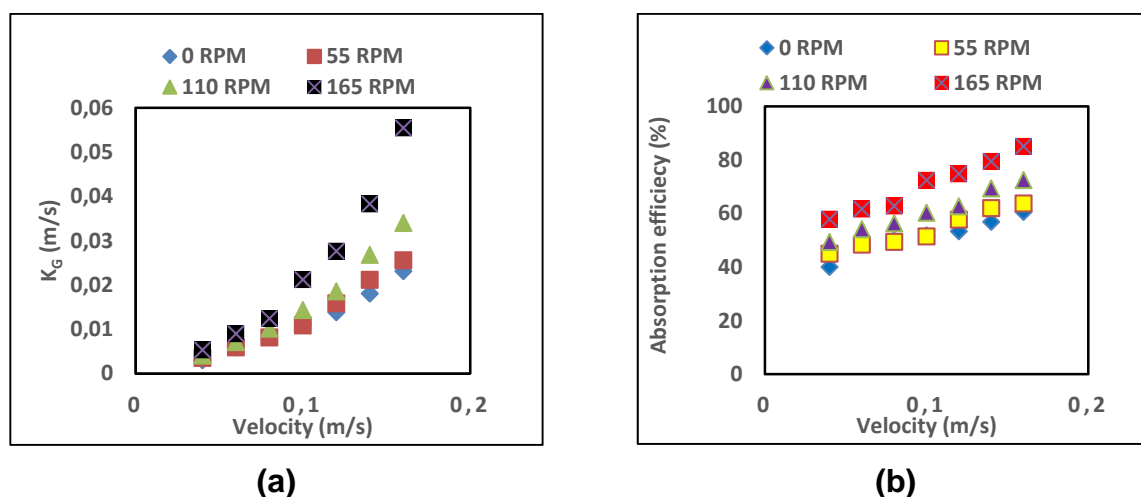 0 RPM 55 RPM
110 RPM 165 RPM
0,06
0,05
0,04
0,03
0,02
0,01
0
0 0,1 0,2
K_G (m/s)
Velocity (m/s)
(a)
0 RPM 55 RPM
110 RPM 165 RPM
100
80
60
40
20
0
0 0,1 0,2
Absorption efficiecy (%)
Velocity (m/s)
(b)